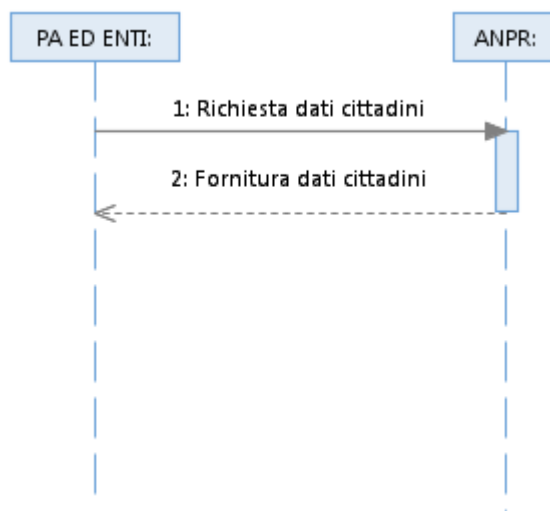 PA ED ENTI:
ANPR:
1: Richiesta dati cittadini
2: Fornitura dati cittadini